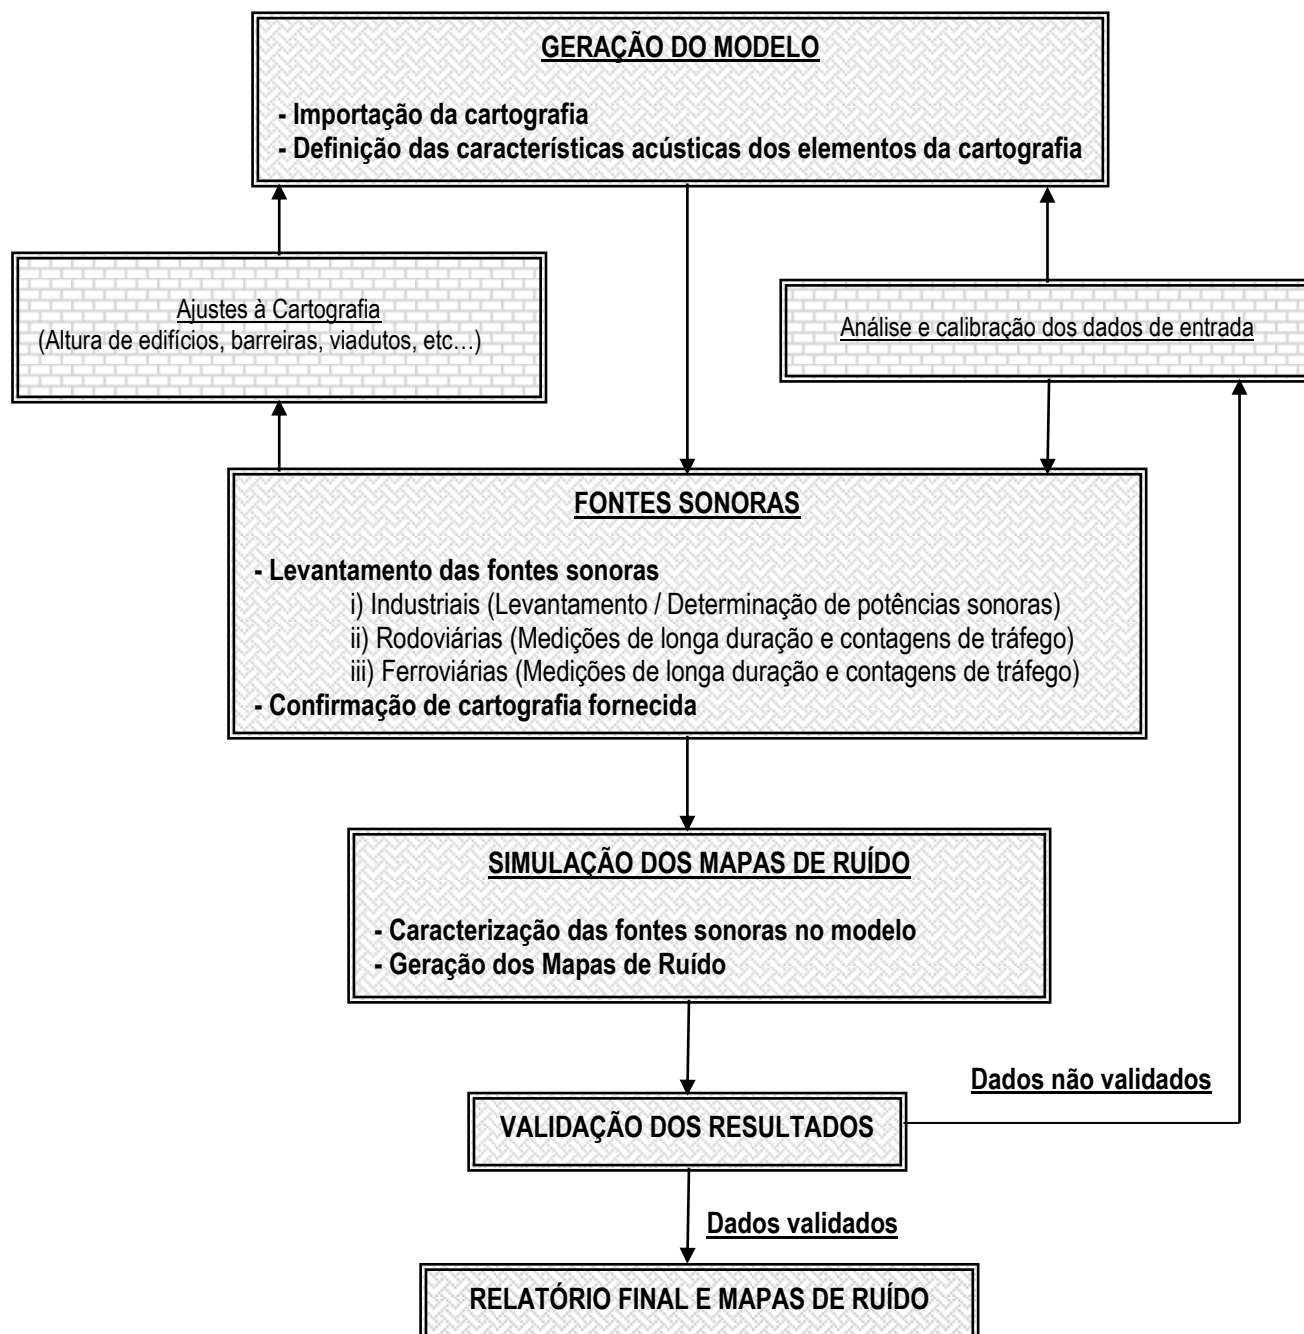 GERAÇÃO DO MODELO
- Importação da cartografia
- Definição das características acústicas dos elementos da cartografia
Ajustes à Cartografia
(Altura de edifícios, barreiras, viadutos, etc…)
Análise e calibração dos dados de entrada
FONTES SONORAS
- Levantamento das fontes sonoras
i) Industriais (Levantamento / Determinação de potências sonoras)
ii) Rodoviárias (Medições de longa duração e contagens de tráfego)
iii) Ferroviárias (Medições de longa duração e contagens de tráfego)
- Confirmação de cartografia fornecida
SIMULAÇÃO DOS MAPAS DE RUÍDO
- Caracterização das fontes sonoras no modelo
- Geração dos Mapas de Ruído
Dados não validados
VALIDAÇÃO DOS RESULTADOS
Dados validados
RELATÓRIO FINAL E MAPAS DE RUÍDO